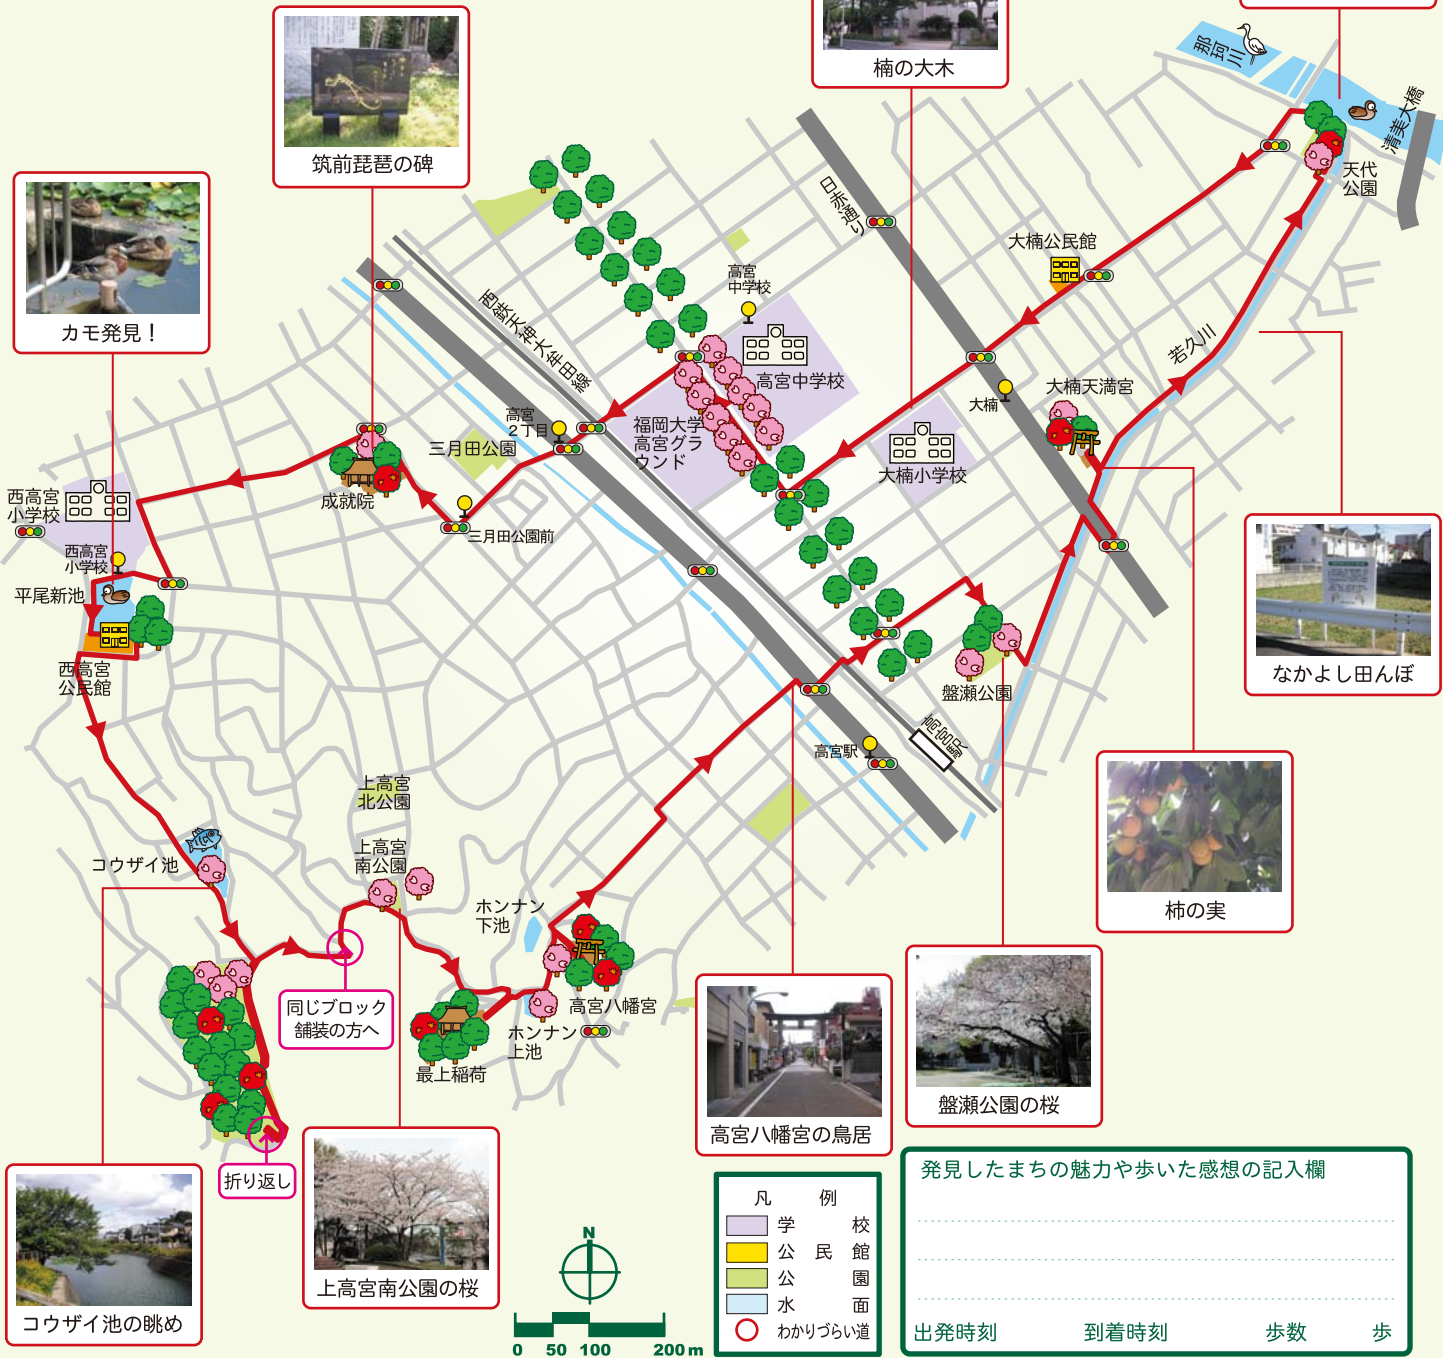 楠の大木
筑前琵琶の碑
カモ発見！
那珂川
清美大橋
天代
公園
日赤通り
大楠公民館
高宮
中学校
西鉄天神大牟田線
高宮中学校
若久川
大楠
大楠天満宮
高宮
2丁目
福岡大学
高宮グラ
ウンド
三月田公園
大楠小学校
成就院
三月田公園前
西高宮
小学校
西高宮
小学校
平尾新池
西高宮
公民館
なかよし田んぼ
盤瀬公園
高宮駅
高宮駅
上高宮
北公園
上高宮
南公園
コウザイ池
柿の実
ホンナン
下池
高宮八幡宮
同じブロック
舗装の方へ
ホンナン
上池
最上稲荷
盤瀬公園の桜
高宮八幡宮の鳥居
折り返し
上高宮南公園の桜
コウザイ池の眺め
N
0 50 100 200m
凡例
学校
公民館
公園
水面
わかりづらい道
発見したまちの魅力や歩いた感想の記入欄
出発時刻 到着時刻 歩数 歩